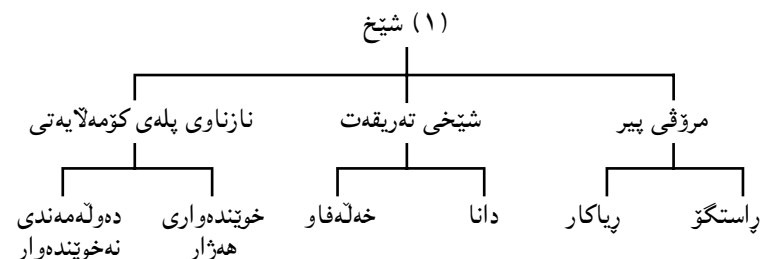 (١) شێخ
مرۆڤی پیر
شێخی تەریقەت
نازناوی پلەی کۆمەڵایەتی
ڕاستگۆ
ڕیاکار
دانا
خەڵەفاو
خوێندەواری
هەژار
دەوڵەمەندی
نەخوێندەوار